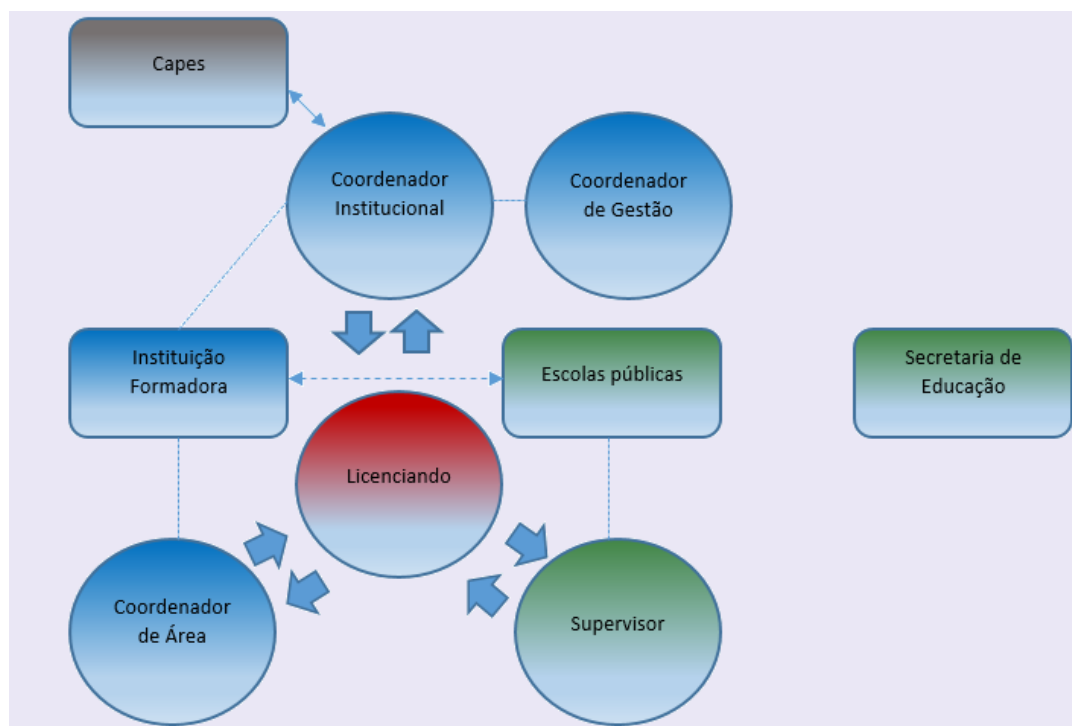 Capes
Coordenador
Institucional
Coordenador
de Gestão
Instituição
Formadora
Escolas públicas
Secretaria de
Educação
Licenciando
Coordenador
de Área
Supervisor